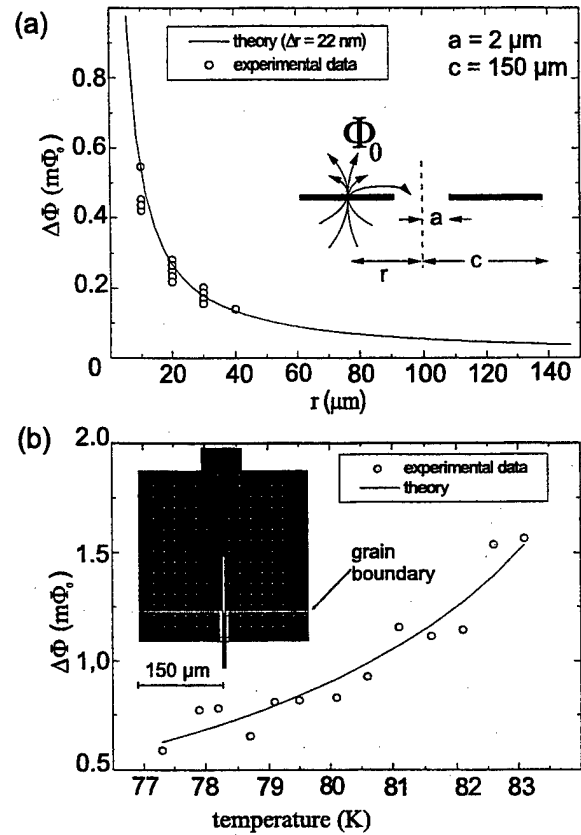 (a)
theory (Δr = 22 nm)
experimental data
a = 2 µm
c = 150 µm
Φ₀
a
r
c
ΔΦ (mΦ₀)
1
0.8
0.6
0.4
0.2
0
0 20 40 60 80 100 120 140
r (µm)
(b)
experimental data
theory
grain
boundary
150 µm
ΔΦ (mΦ₀)
2.0
1.5
1,0
0.5
77 78 79 80 81 82 83
temperature (K)